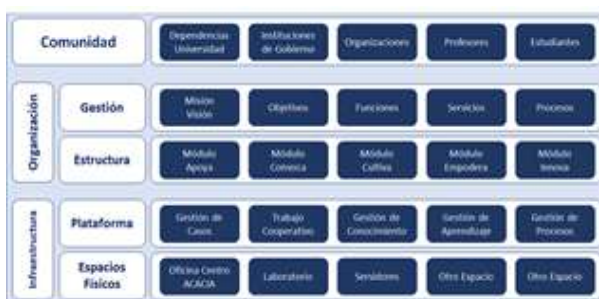 Comunidad
Dependencias
Universidad
Instituciones
de Gobierno
Organizaciones
Profesores
Estudiantes
Organización
Gestión
Misión
Visión
Objetivos
Funciones
Servicios
Procesos
Estructura
Módulo
Apoya
Módulo
Convoca
Módulo
Cultiva
Módulo
Empodera
Módulo
Innova
Infraestructura
Plataforma
Gestión de
Casos
Trabajo
Cooperativo
Gestión de
Conocimiento
Gestión de
Aprendizaje
Gestión de
Procesos
Espacios
Físicos
Oficina Centro
ACACIA
Laboratorio
Servidores
Otro Espacio
Otro Espacio